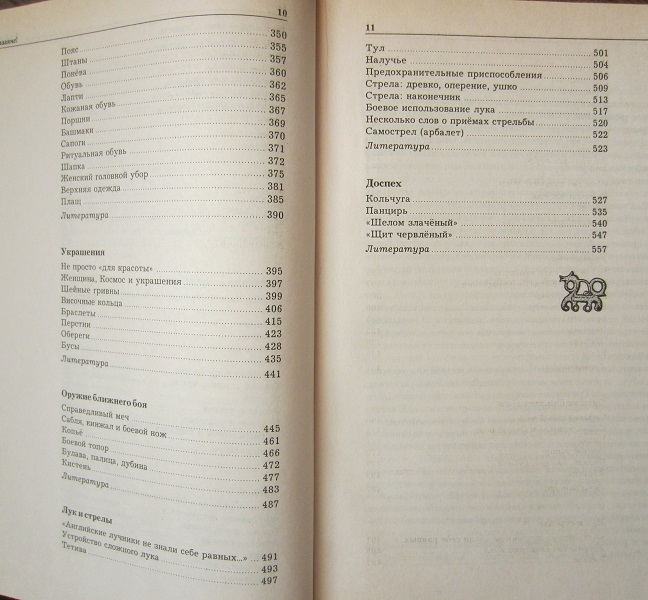 10
Пояс 350
Штаны 355
Понёва 357
Обувь 360
Лапти 362
Кожаная обувь 365
Поршни 367
Башмаки 369
Сапоги 370
Ритуальная обувь 371
Шапка 372
Женский головной убор 375
Верхняя одежда 381
Плащ 385
Литература 390
Украшения
Не просто «для красоты» 395
Женщина, Космос и украшения 397
Шейные гривны 399
Височные кольца 406
Браслеты 415
Перстни 423
Обереги 428
Бусы 435
Литература 441
Оружие ближнего боя
Справедливый меч 445
Сабля, кинжал и боевой нож 461
Копьё 466
Боевой топор 472
Булава, палица, дубина 477
Кистень 483
Литература 487
Лук и стрелы
«Английские лучники не знали себе равных...» 491
Устройство сложного лука 493
Тетива 497
11
Тул 501
Налучье 504
Предохранительные приспособления 506
Стрела: древко, оперение, ушко 509
Стрела: наконечник 513
Боевое использование лука 517
Несколько слов о приёмах стрельбы 520
Самострел (арбалет) 522
Литература 523
Доспех
Кольчуга 527
Панцирь 535
«Шелом злачёный» 540
«Щит червлёный» 547
Литература 557